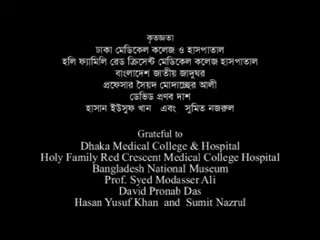 কৃতজ্ঞতা
ঢাকা মেডিকেল কলেজ ও হাসপাতাল
হলি ফ্যামিলি রেড ক্রিসেন্ট মেডিকেল কলেজ হাসপাতাল
বাংলাদেশ জাতীয় জাদুঘর
প্রফেসার সৈয়দ মোদাচ্ছের আলী
ডেভিড প্রণব দাশ
হাসান ইউসুফ খান এবং সুমিত নজরুল
Grateful to
Dhaka Medical College & Hospital
Holy Family Red Crescent Medical College Hospital
Bangladesh National Museum
Prof. Syed Modasser Ali
David Pronab Das
Hasan Yusuf Khan and Sumit Nazrul